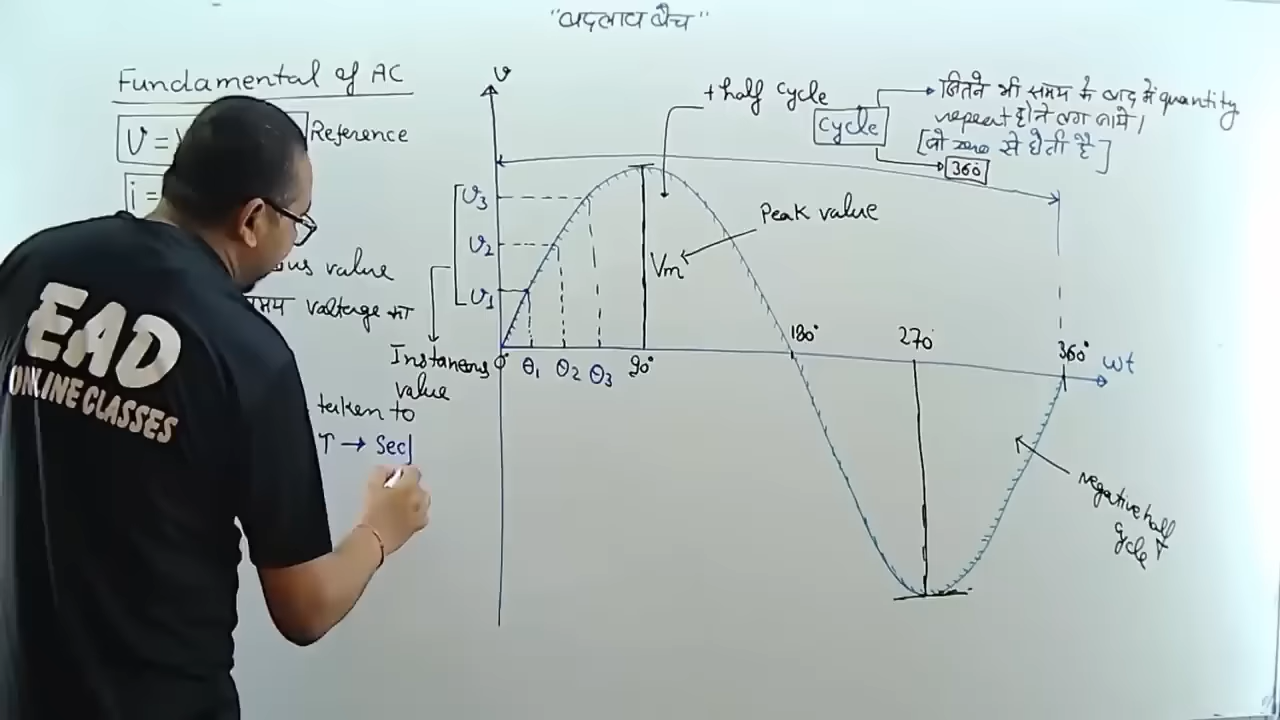 "बदलाव बैच"
Fundamental of AC
V =
Reference
i =
us value
समय voltage का
taken to
T → Sec
EAD
ONLINE CLASSES
v
+half cycle
cycle
जितने भी समय के बाद में quantity
repeat होने लग जाये।
[जो zero से होती है]
360°
Peak value
Vm
v3
v2
v1
Instaneous
value
0°
θ1
θ2
θ3
90°
180°
270°
360°
wt
negative half
cycle